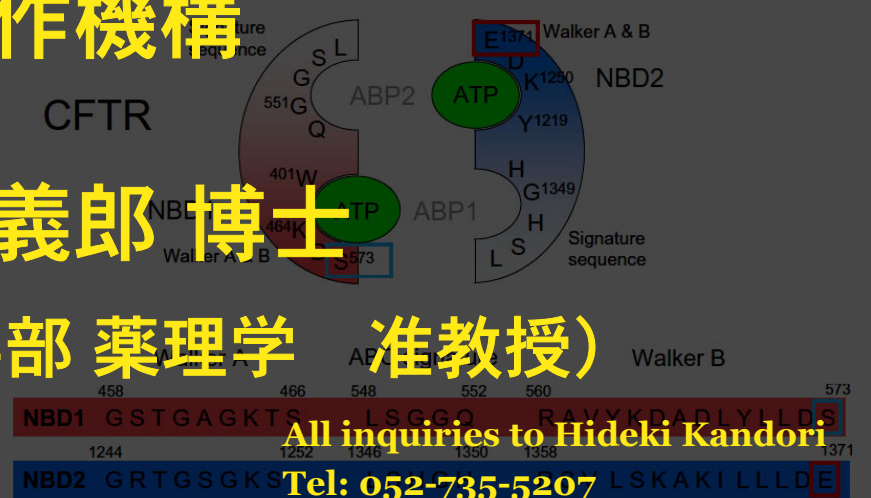 作機構
Signature
sequence
L
S
G
551G
Q
401W
464K
D
S573
CFTR
ABP2
ATP
E1371
Walker A & B
D
K1250
NBD2
Y1219
義郎 博士
ATP
ABP1
H
G1349
H
S
L
Signature
sequence
Walker A & B
部 薬理学 准教授）
Walker A
ABC signature
Walker B
458 466 548 552 560 573
NBD1 G S T G A G K T S L S G G Q R A V Y K D A D L Y L L D S
All inquiries to Hideki Kandori
1244 1252 1346 1350 1358 1371
NBD2 G R T G S G K S L S K A K I L L L D E
Tel: 052-735-5207